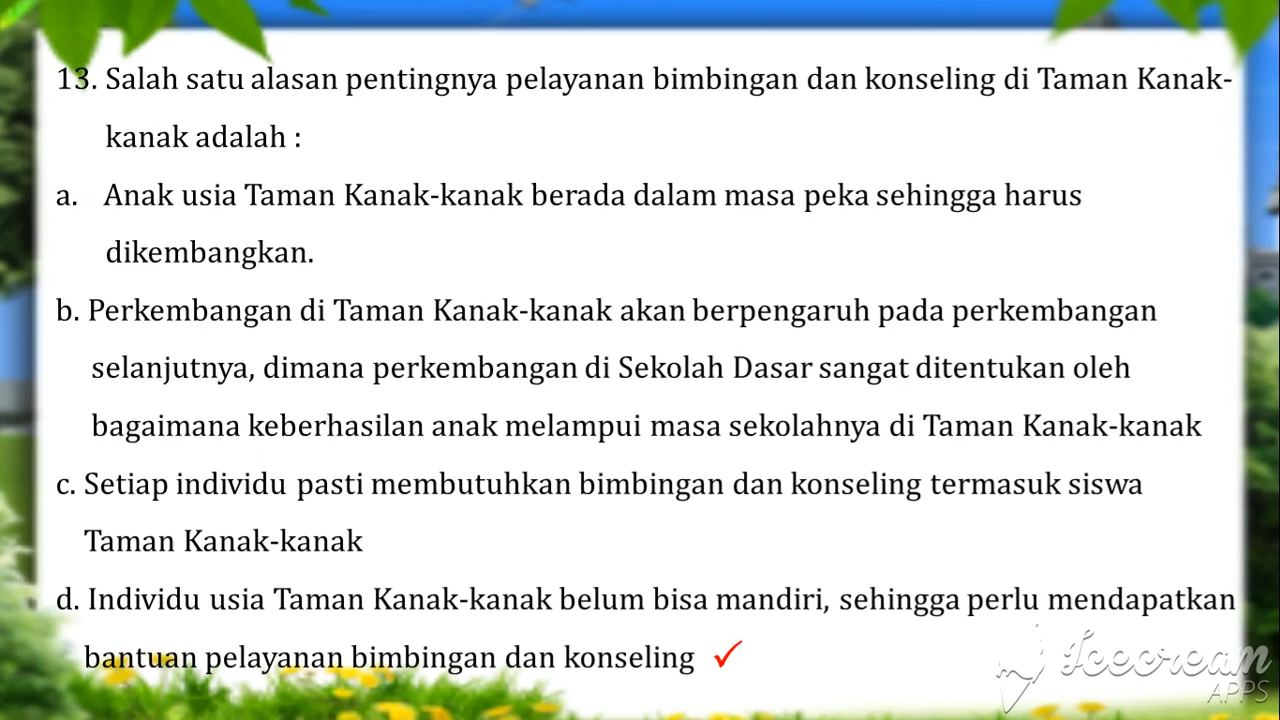 13. Salah satu alasan pentingnya pelayanan bimbingan dan konseling di Taman Kanak-
kanak adalah :
a. Anak usia Taman Kanak-kanak berada dalam masa peka sehingga harus
dikembangkan.
b. Perkembangan di Taman Kanak-kanak akan berpengaruh pada perkembangan
selanjutnya, dimana perkembangan di Sekolah Dasar sangat ditentukan oleh
bagaimana keberhasilan anak melampui masa sekolahnya di Taman Kanak-kanak
c. Setiap individu pasti membutuhkan bimbingan dan konseling termasuk siswa
Taman Kanak-kanak
d. Individu usia Taman Kanak-kanak belum bisa mandiri, sehingga perlu mendapatkan
bantuan pelayanan bimbingan dan konseling ✓
Icecream
APPS